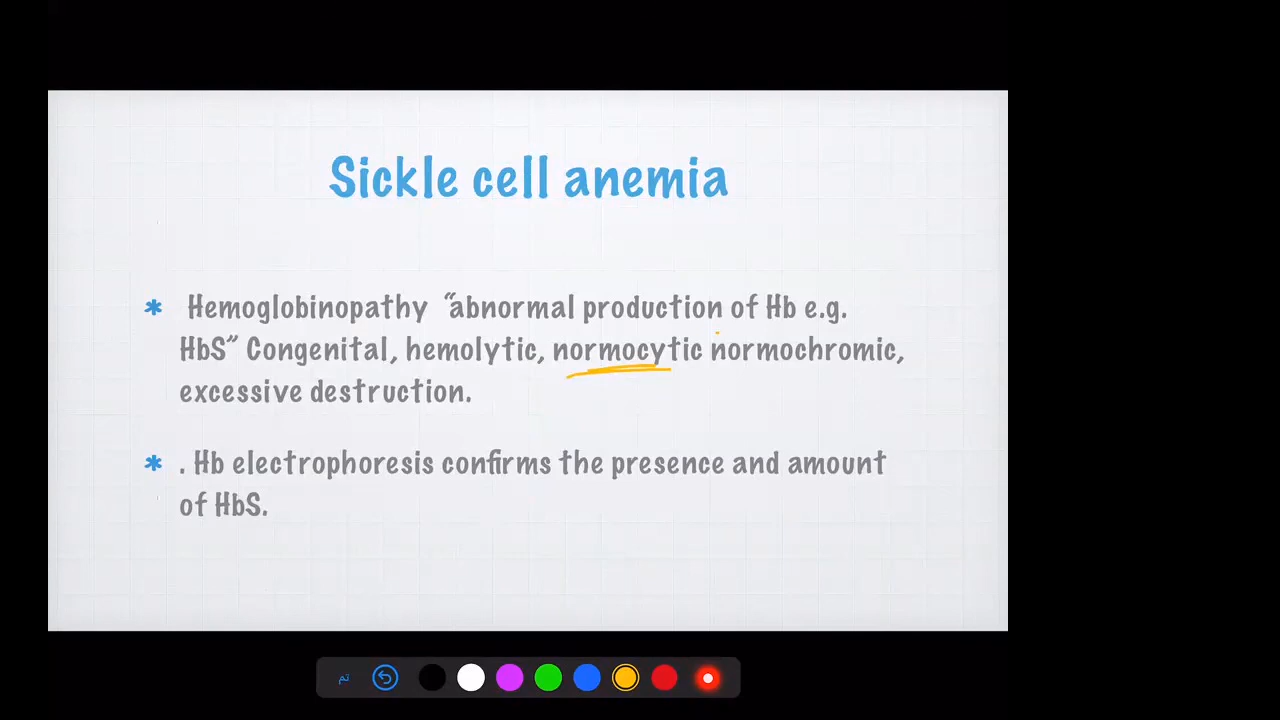 Sickle cell anemia
* Hemoglobinopathy “abnormal production of Hb e.g.
HbS” Congenital, hemolytic, normocytic normochromic,
excessive destruction.
* . Hb electrophoresis confirms the presence and amount
of HbS.
تم